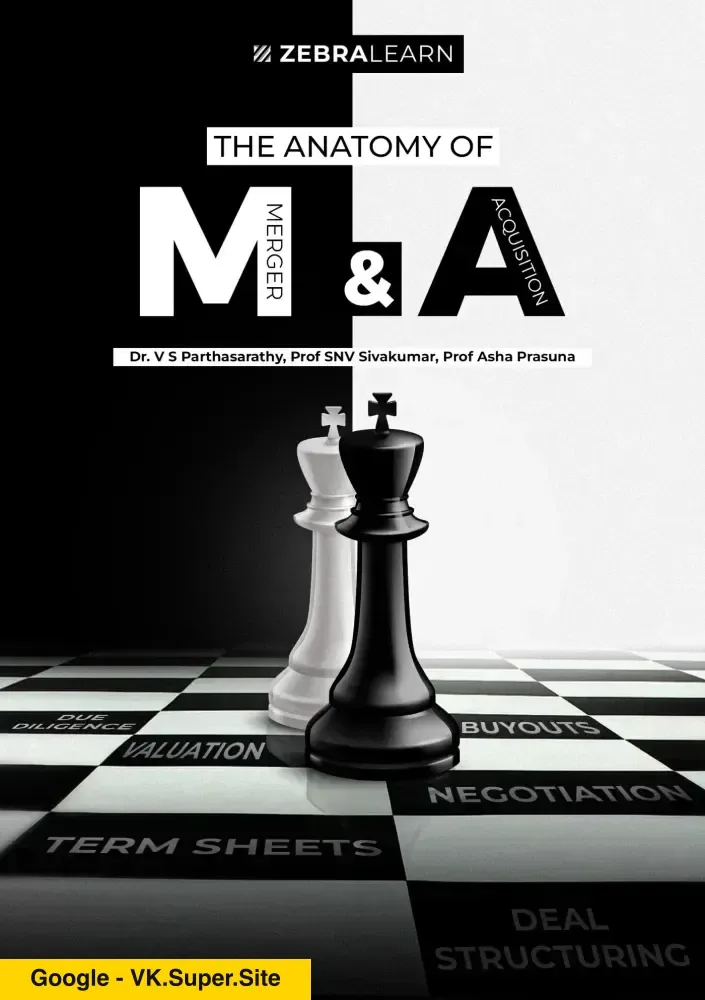 ZEBRALEARN
THE ANATOMY OF
M & A
MERGER
ACQUISITION
Dr. V S Parthasarathy, Prof SNV Sivakumar, Prof Asha Prasuna
DUE
DILIGENCE
BUYOUTS
VALUATION
NEGOTIATION
TERM SHEETS
DEAL
STRUCTURING
Google - VK.Super.Site